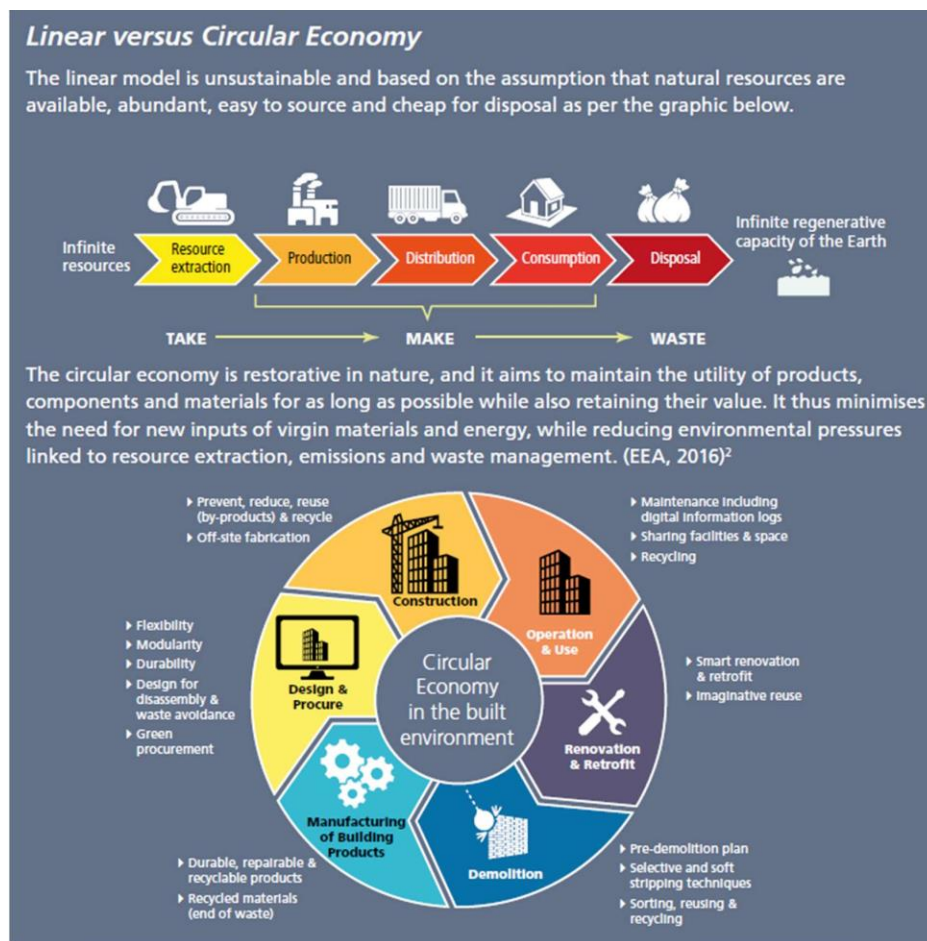 Linear versus Circular Economy
The linear model is unsustainable and based on the assumption that natural resources are
available, abundant, easy to source and cheap for disposal as per the graphic below.
Infinite
resources
Resource
extraction
Production
Distribution
Consumption
Disposal
Infinite regenerative
capacity of the Earth
TAKE
MAKE
WASTE
The circular economy is restorative in nature, and it aims to maintain the utility of products,
components and materials for as long as possible while also retaining their value. It thus minimises
the need for new inputs of virgin materials and energy, while reducing environmental pressures
linked to resource extraction, emissions and waste management. (EEA, 2016)²
Prevent, reduce, reuse
(by-products) & recycle
Off-site fabrication
Maintenance including
digital information logs
Sharing facilities & space
Recycling
Construction
Operation
& Use
Flexibility
Modularity
Durability
Design for
disassembly &
waste avoidance
Green
procurement
Design &
Procure
Circular
Economy
in the built
environment
Smart renovation
& retrofit
Imaginative reuse
Renovation
& Retrofit
Manufacturing
of Building
Products
Demolition
Durable, repairable &
recyclable products
Recycled materials
(end of waste)
Pre-demolition plan
Selective and soft
stripping techniques
Sorting, reusing &
recycling